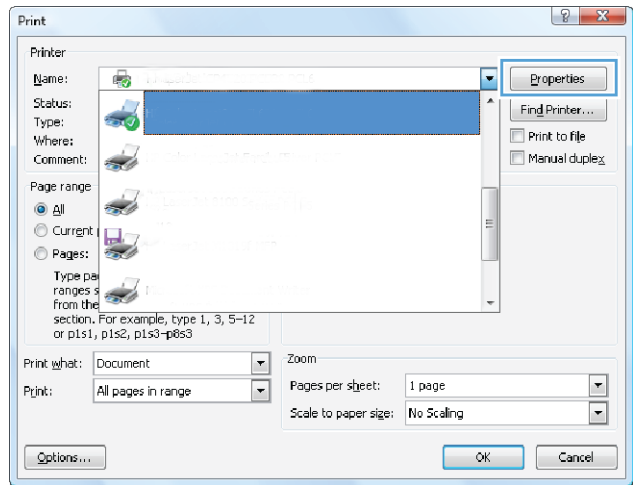 Print
Printer
Name:
Properties
Status:
Find Printer...
Type:
Where:
Print to file
Comment:
Manual duplex
Page range
All
Current
Pages:
Type
ranges
from the
section. For example, type 1, 3, 5–12
or p1s1, p1s2, p1s3–p8s3
Print what: Document
Print: All pages in range
Zoom
Pages per sheet: 1 page
Scale to paper size: No Scaling
Options...
OK
Cancel